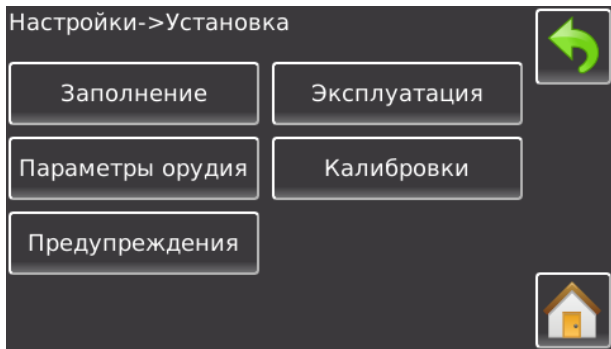 Настройки->Установка
Заполнение
Эксплуатация
Параметры орудия
Калибровки
Предупреждения